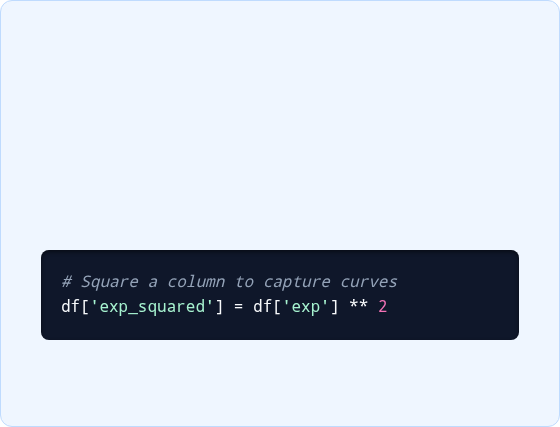 # Square a column to capture curves
df['exp_squared'] = df['exp'] ** 2